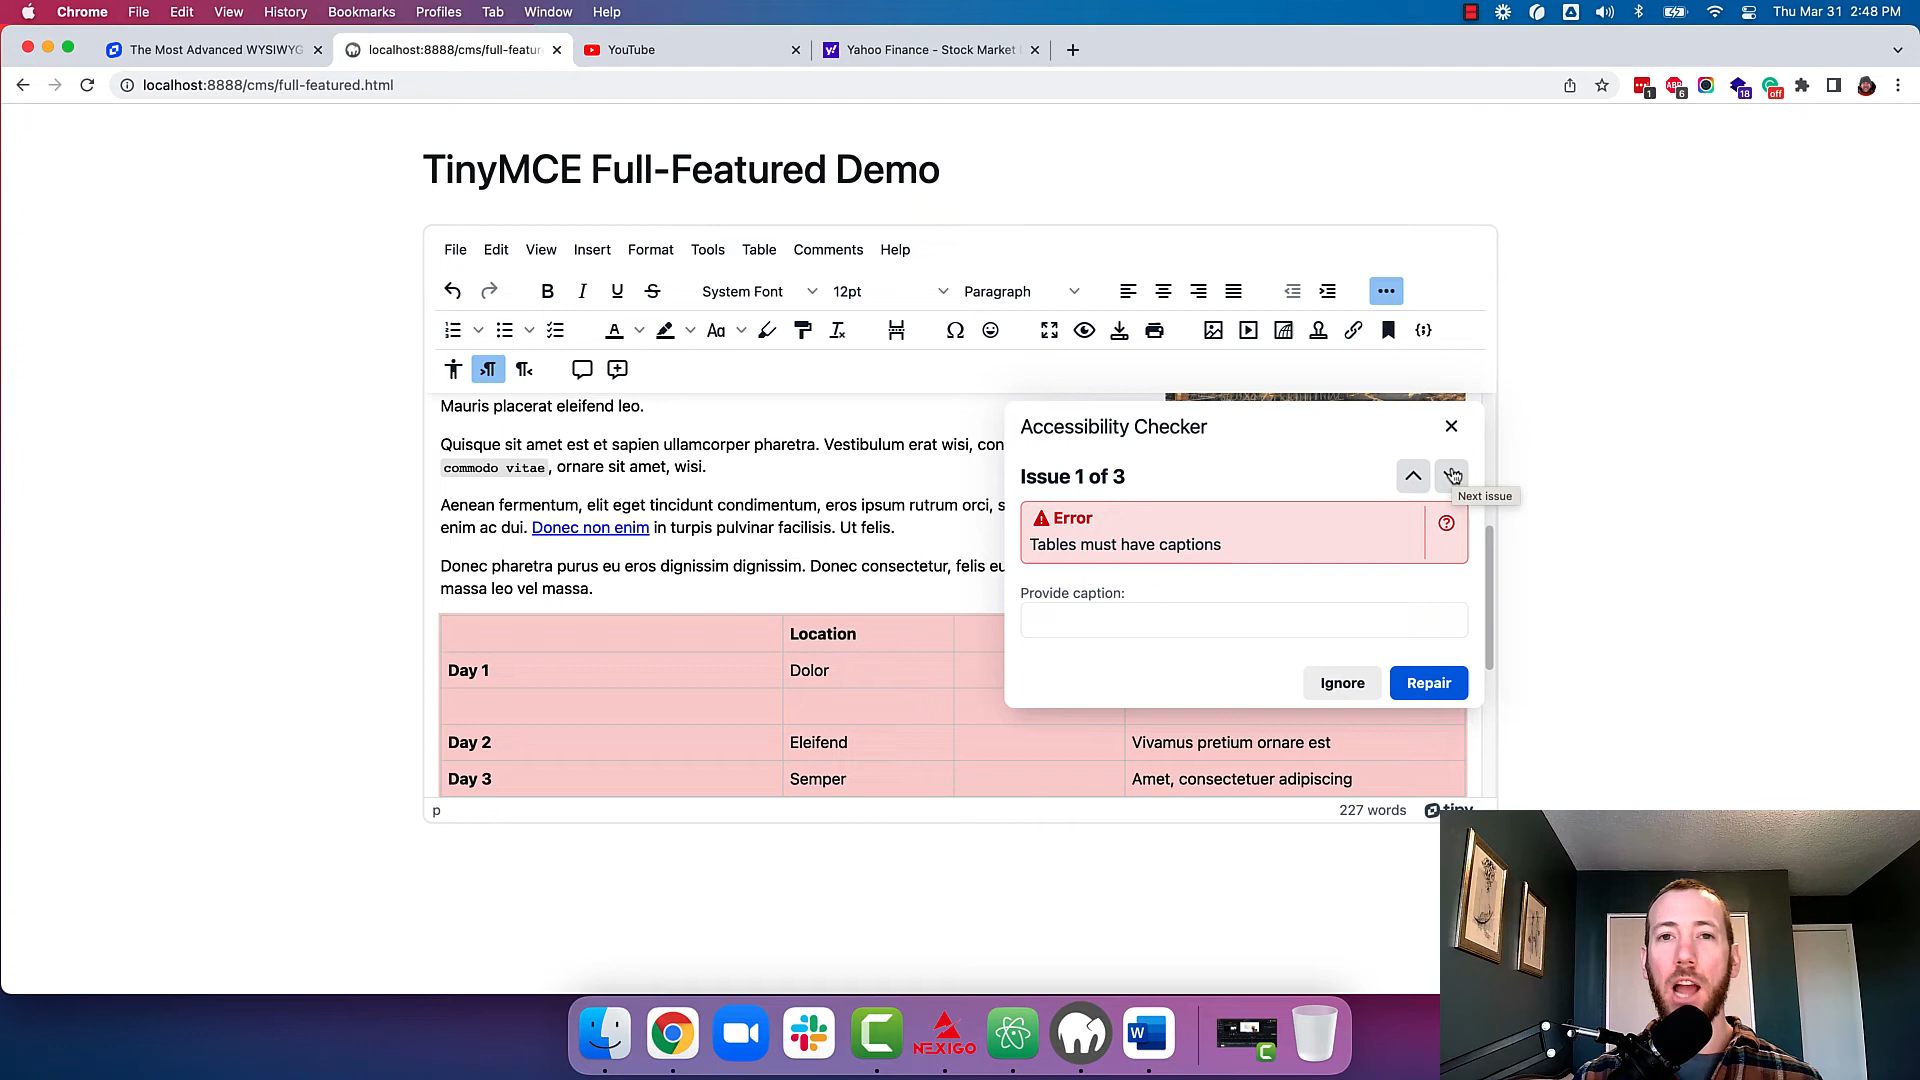 Chrome File Edit View History Bookmarks Profiles Tab Window Help Thu Mar 31 2:48 PM
The Most Advanced WYSIWYG localhost:8888/cms/full-featur YouTube Yahoo Finance - Stock Market
localhost:8888/cms/full-featured.html 1 ABP 6 18 off
TinyMCE Full-Featured Demo
File Edit View Insert Format Tools Table Comments Help
B I U S System Font 12pt Paragraph
Mauris placerat eleifend leo.
Quisque sit amet est et sapien ullamcorper pharetra. Vestibulum erat wisi, con
commodo vitae, ornare sit amet, wisi.
Aenean fermentum, elit eget tincidunt condimentum, eros ipsum rutrum orci, s
enim ac dui. Donec non enim in turpis pulvinar facilisis. Ut felis.
Donec pharetra purus eu eros dignissim dignissim. Donec consectetur, felis eu
massa leo vel massa.
Location
Day 1 Dolor
Day 2 Eleifend Vivamus pretium ornare est
Day 3 Semper Amet, consectetuer adipiscing
Accessibility Checker
Issue 1 of 3
Next issue
Error
Tables must have captions
Provide caption:
Ignore Repair
p 227 words tiny
NEXIGO
W